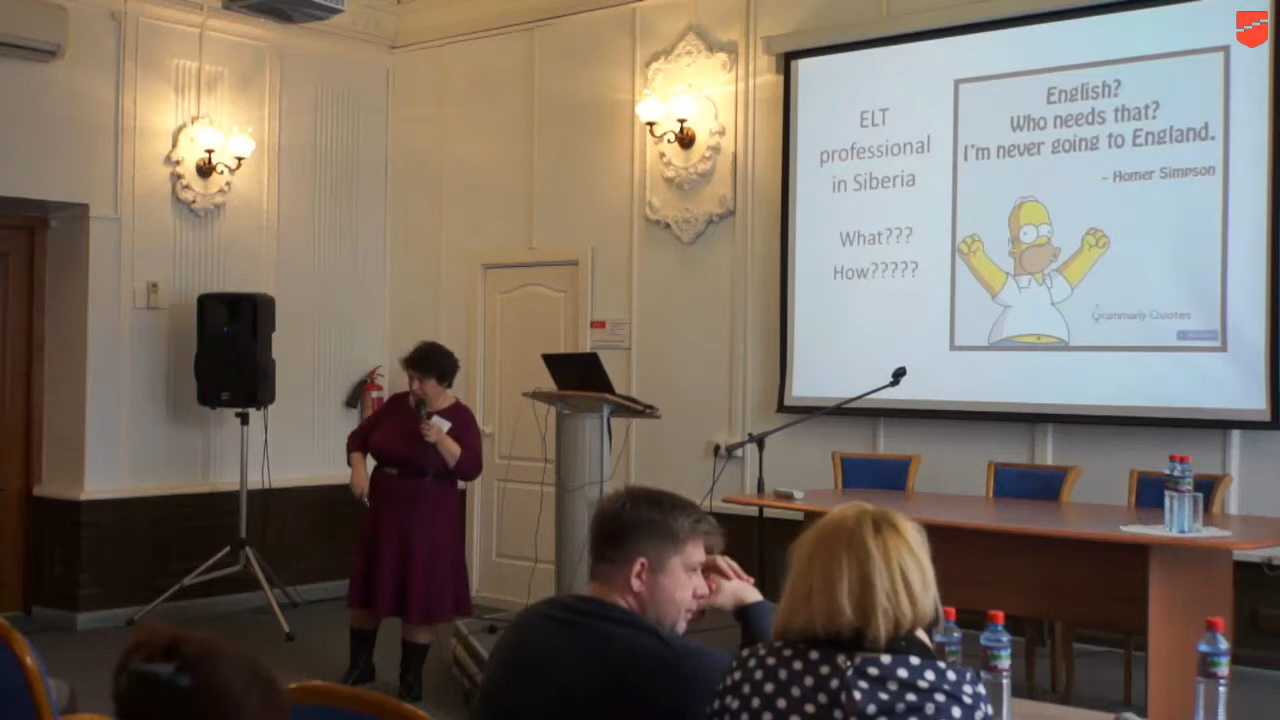 ELT
professional
in Siberia
What???
How?????
English?
Who needs that?
I'm never going to England.
~ Homer Simpson
Grammarly Quotes